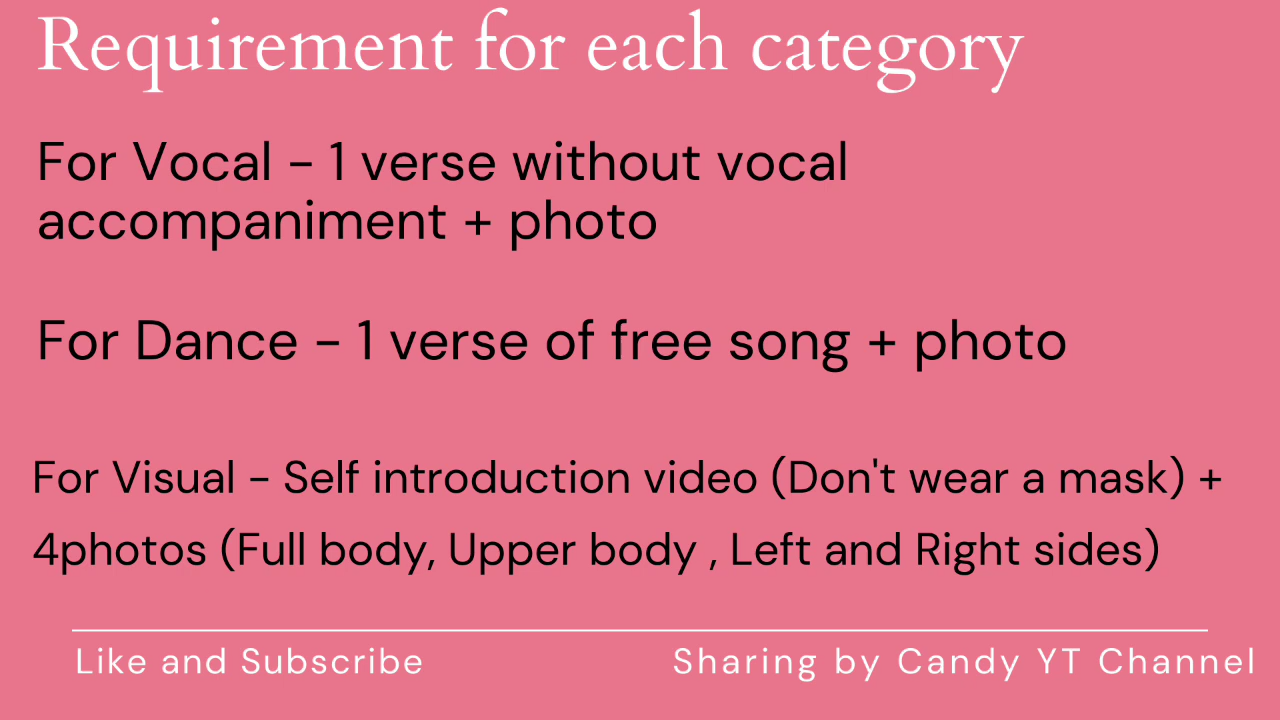 Requirement for each category
For Vocal - 1 verse without vocal
accompaniment + photo
For Dance - 1 verse of free song + photo
For Visual - Self introduction video (Don't wear a mask) +
4photos (Full body, Upper body , Left and Right sides)
Like and Subscribe
Sharing by Candy YT Channel